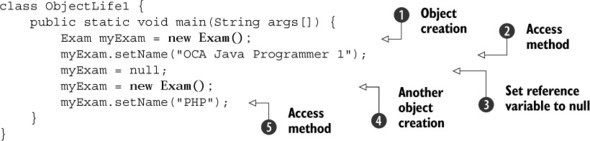 class ObjectLife1 {
    public static void main(String args[]) {
        Exam myExam = new Exam();
        myExam.setName("OCA Java Programmer 1");
        myExam = null;
        myExam = new Exam();
        myExam.setName("PHP");
    }
}
1 Object
creation
2 Access
method
3 Set reference
variable to null
4 Another
object
creation
5 Access
method